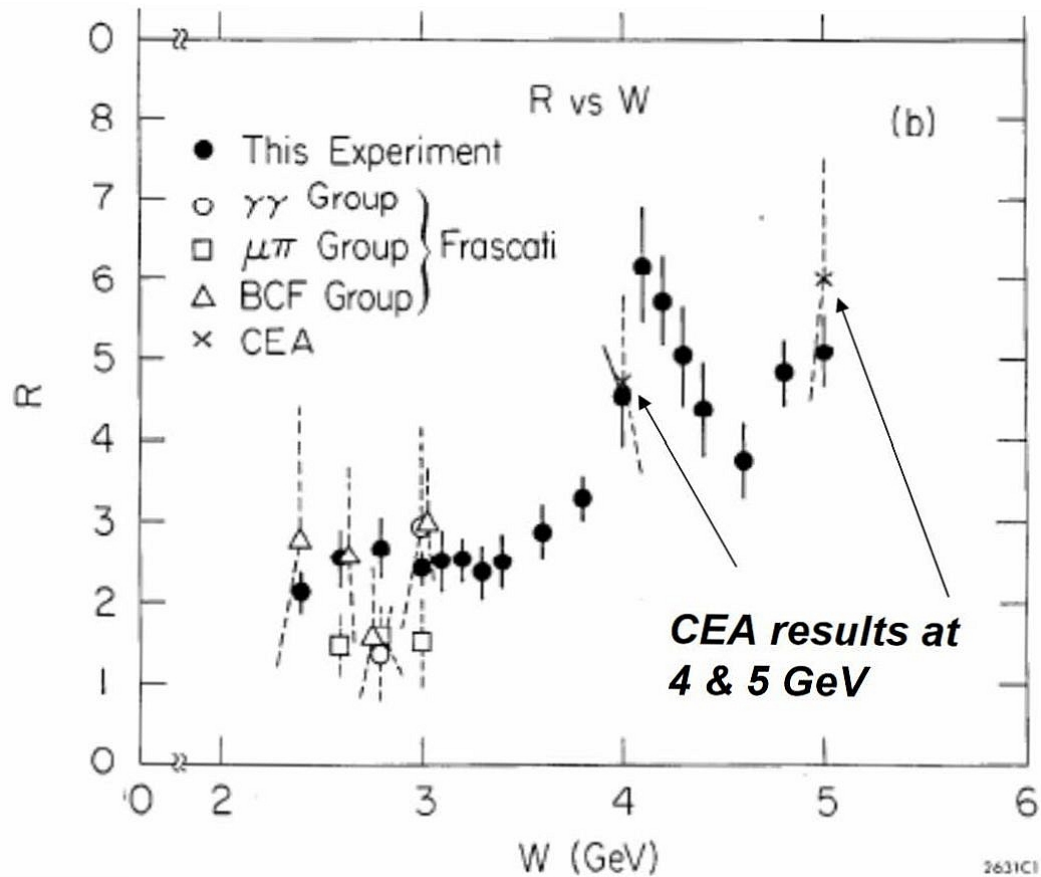 R vs W
(b)
● This Experiment
○ γγ Group
□ μπ Group } Frascati
△ BCF Group
× CEA
0
8
7
6
5
4
3
2
1
0
R
CEA results at
4 & 5 GeV
0 2 3 4 5 6
W (GeV)
2631C1